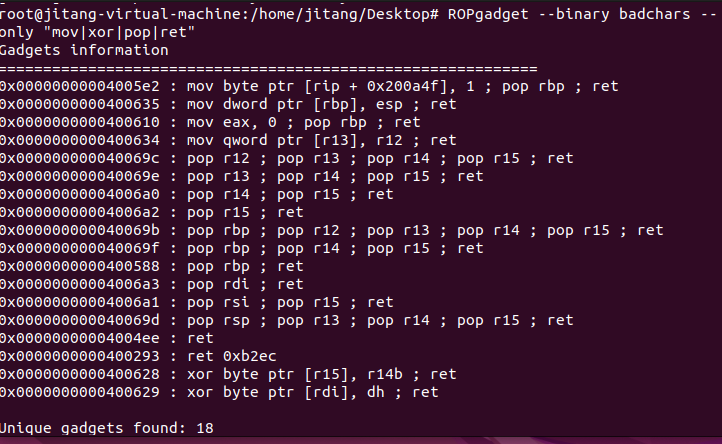 root@jitang-virtual-machine:/home/jitang/Desktop# ROPgadget --binary badchars --
only "mov|xor|pop|ret"
Gadgets information
============================================================
0x00000000004005e2 : mov byte ptr [rip + 0x200a4f], 1 ; pop rbp ; ret
0x0000000000400635 : mov dword ptr [rbp], esp ; ret
0x0000000000400610 : mov eax, 0 ; pop rbp ; ret
0x0000000000400634 : mov qword ptr [r13], r12 ; ret
0x000000000040069c : pop r12 ; pop r13 ; pop r14 ; pop r15 ; ret
0x000000000040069e : pop r13 ; pop r14 ; pop r15 ; ret
0x00000000004006a0 : pop r14 ; pop r15 ; ret
0x00000000004006a2 : pop r15 ; ret
0x000000000040069b : pop rbp ; pop r12 ; pop r13 ; pop r14 ; pop r15 ; ret
0x000000000040069f : pop rbp ; pop r14 ; pop r15 ; ret
0x0000000000400588 : pop rbp ; ret
0x00000000004006a3 : pop rdi ; ret
0x00000000004006a1 : pop rsi ; pop r15 ; ret
0x000000000040069d : pop rsp ; pop r13 ; pop r14 ; pop r15 ; ret
0x00000000004004ee : ret
0x0000000000400293 : ret 0xb2ec
0x0000000000400628 : xor byte ptr [r15], r14b ; ret
0x0000000000400629 : xor byte ptr [rdi], dh ; ret
Unique gadgets found: 18